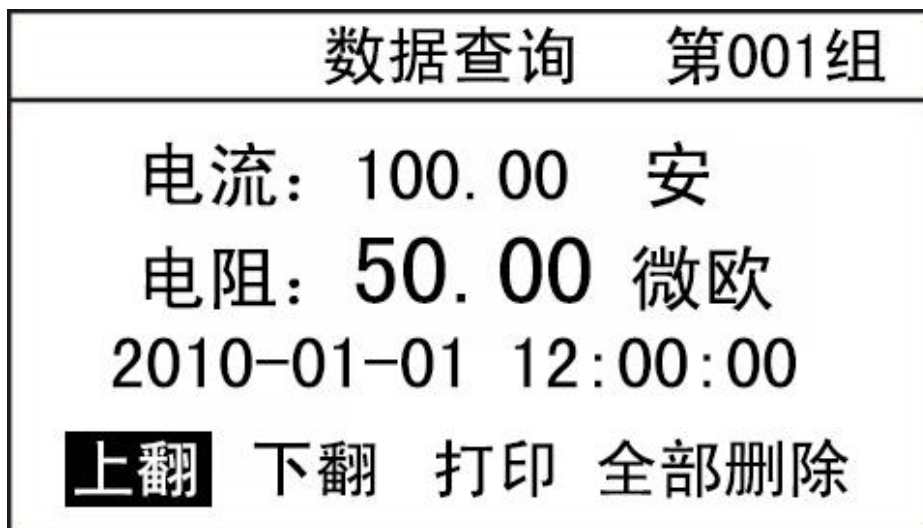 数据查询 第001组
电流：100.00 安
电阻：50.00 微欧
2010-01-01 12:00:00
上翻 下翻 打印 全部删除